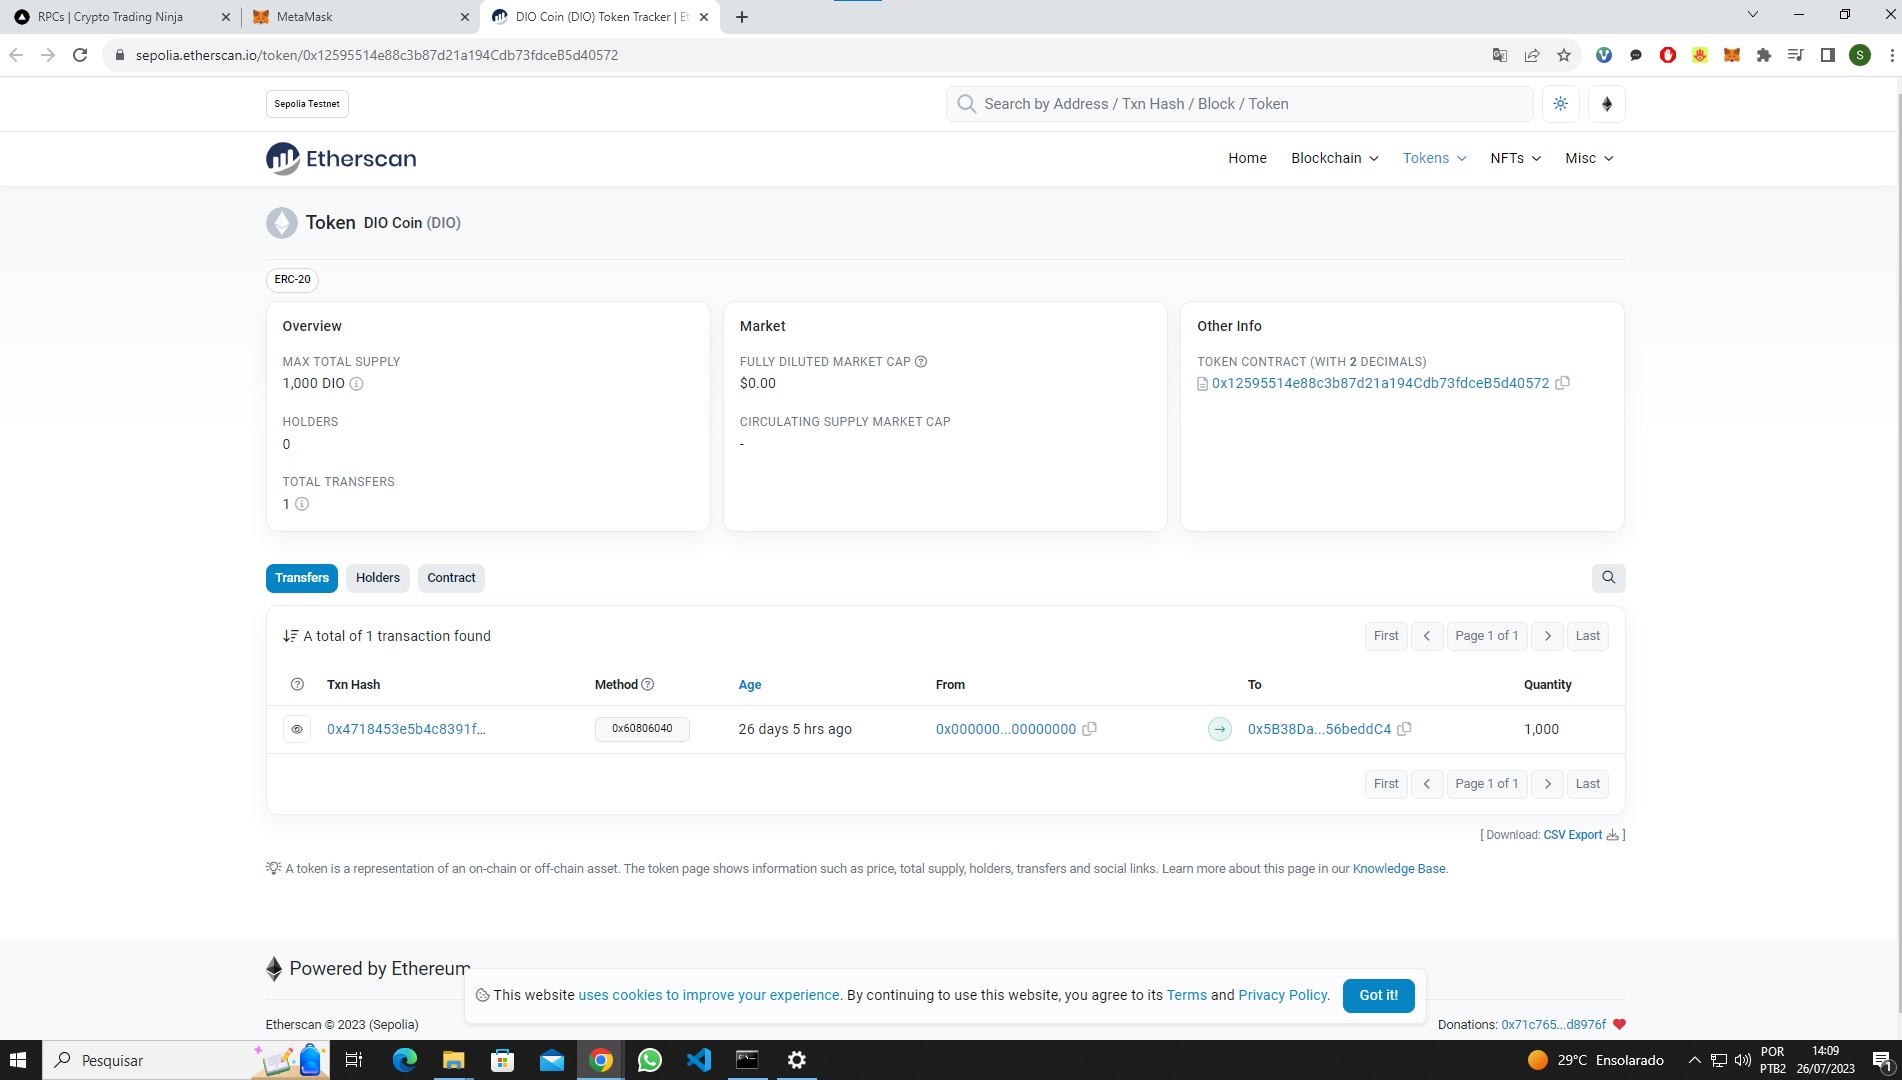 RPCs | Crypto Trading Ninja
MetaMask
DIO Coin (DIO) Token Tracker | Et
sepolia.etherscan.io/token/0x12595514e88c3b87d21a194Cdb73fdceB5d40572
S
Sepolia Testnet
Search by Address / Txn Hash / Block / Token
Etherscan
Home Blockchain Tokens NFTs Misc
Token DIO Coin (DIO)
ERC-20
Overview
MAX TOTAL SUPPLY
1,000 DIO
HOLDERS
0
TOTAL TRANSFERS
1
Market
FULLY DILUTED MARKET CAP
$0.00
CIRCULATING SUPPLY MARKET CAP
-
Other Info
TOKEN CONTRACT (WITH 2 DECIMALS)
0x12595514e88c3b87d21a194Cdb73fdceB5d40572
Transfers Holders Contract
A total of 1 transaction found
First Page 1 of 1 Last
Txn Hash Method Age From To Quantity
0x4718453e5b4c8391f... 0x60806040 26 days 5 hrs ago 0x000000...00000000 0x5B38Da...56beddC4 1,000
First Page 1 of 1 Last
[ Download: CSV Export ]
A token is a representation of an on-chain or off-chain asset. The token page shows information such as price, total supply, holders, transfers and social links. Learn more about this page in our Knowledge Base.
Powered by Ethereum
This website uses cookies to improve your experience. By continuing to use this website, you agree to its Terms and Privacy Policy. Got it!
Etherscan © 2023 (Sepolia)
Donations: 0x71c765...d8976f
Pesquisar
29°C Ensolarado
POR
PTB2
14:09
26/07/2023
1